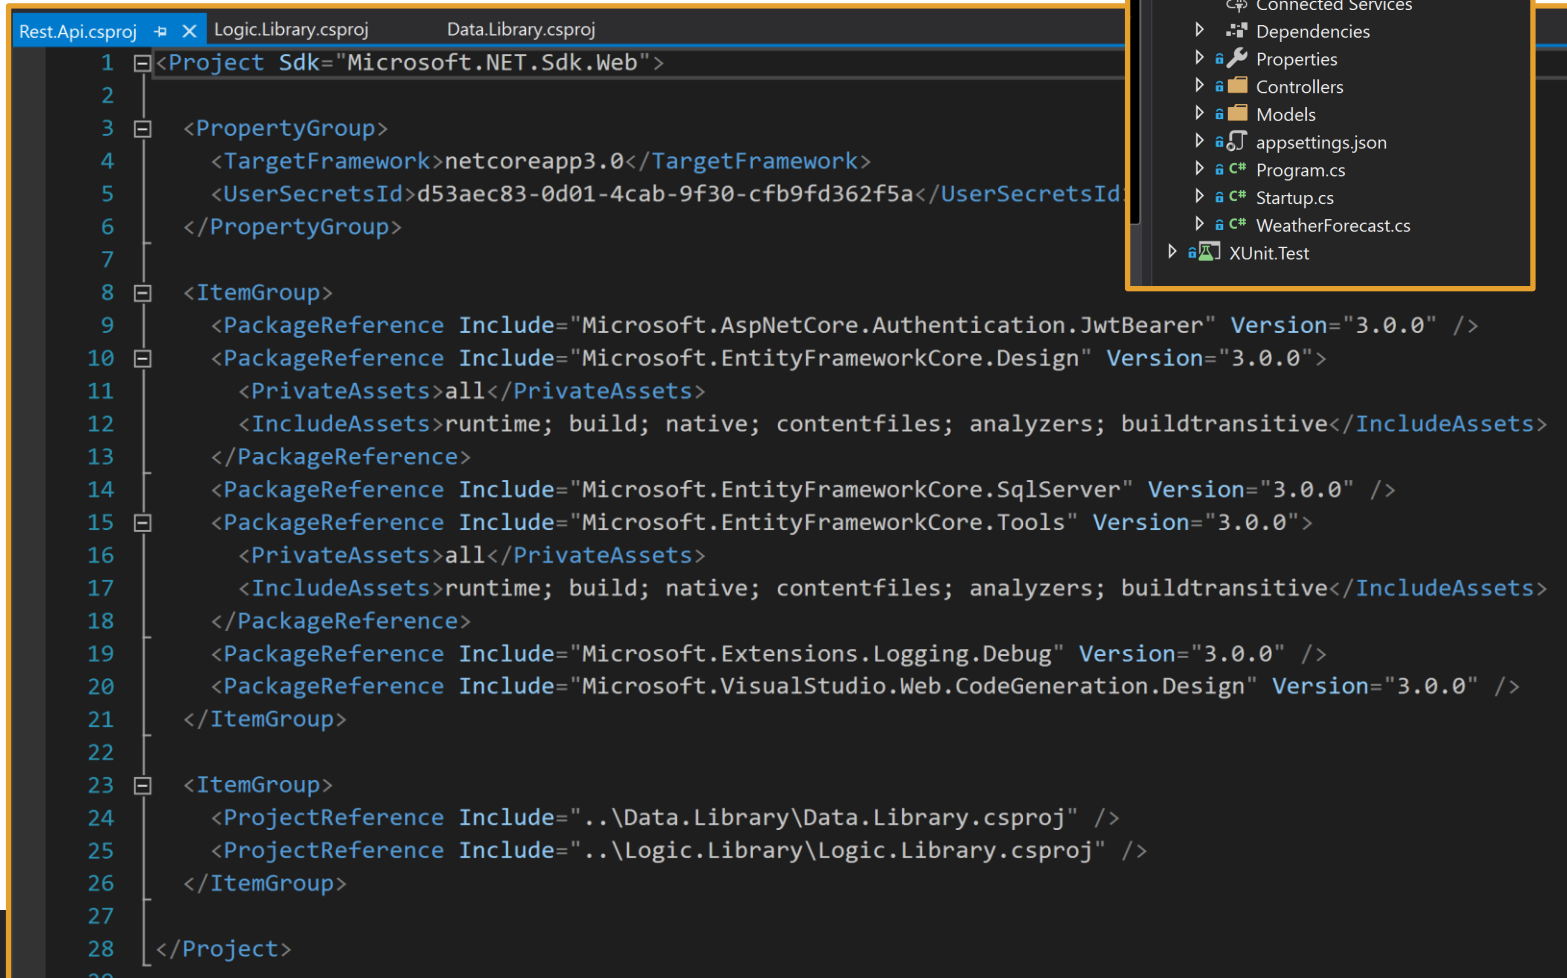 Rest.Api.csproj
Logic.Library.csproj
Data.Library.csproj
Connected Services
Dependencies
Properties
Controllers
Models
appsettings.json
C# Program.cs
C# Startup.cs
C# WeatherForecast.cs
XUnit.Test
1 <Project Sdk="Microsoft.NET.Sdk.Web">
2
3 <PropertyGroup>
4 <TargetFramework>netcoreapp3.0</TargetFramework>
5 <UserSecretsId>d53aec83-0d01-4cab-9f30-cfb9fd362f5a</UserSecretsId>
6 </PropertyGroup>
7
8 <ItemGroup>
9 <PackageReference Include="Microsoft.AspNetCore.Authentication.JwtBearer" Version="3.0.0" />
10 <PackageReference Include="Microsoft.EntityFrameworkCore.Design" Version="3.0.0">
11 <PrivateAssets>all</PrivateAssets>
12 <IncludeAssets>runtime; build; native; contentfiles; analyzers; buildtransitive</IncludeAssets>
13 </PackageReference>
14 <PackageReference Include="Microsoft.EntityFrameworkCore.SqlServer" Version="3.0.0" />
15 <PackageReference Include="Microsoft.EntityFrameworkCore.Tools" Version="3.0.0">
16 <PrivateAssets>all</PrivateAssets>
17 <IncludeAssets>runtime; build; native; contentfiles; analyzers; buildtransitive</IncludeAssets>
18 </PackageReference>
19 <PackageReference Include="Microsoft.Extensions.Logging.Debug" Version="3.0.0" />
20 <PackageReference Include="Microsoft.VisualStudio.Web.CodeGeneration.Design" Version="3.0.0" />
21 </ItemGroup>
22
23 <ItemGroup>
24 <ProjectReference Include="..\Data.Library\Data.Library.csproj" />
25 <ProjectReference Include="..\Logic.Library\Logic.Library.csproj" />
26 </ItemGroup>
27
28 </Project>